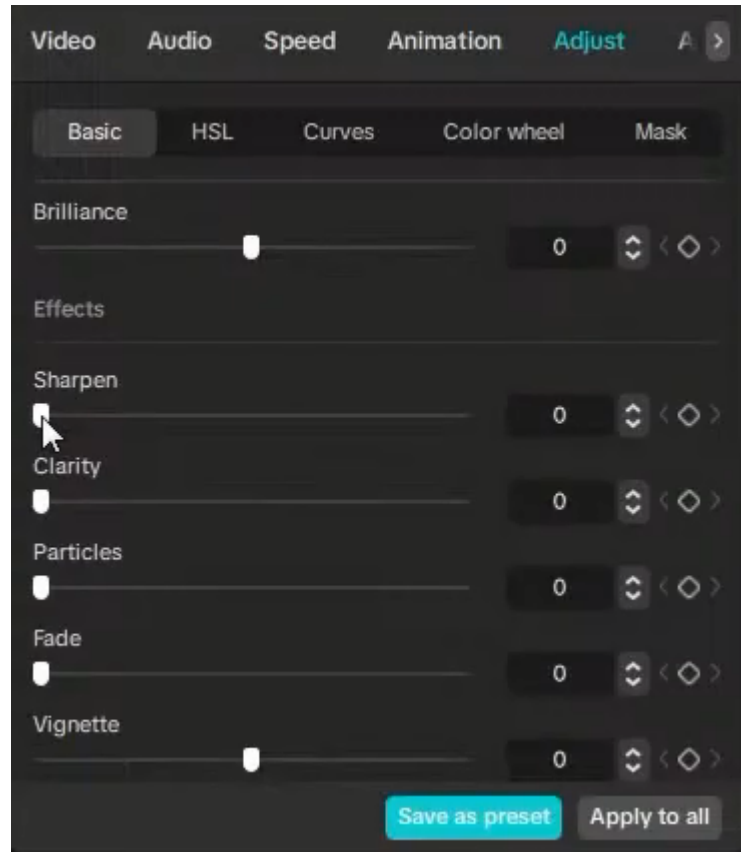 Video Audio Speed Animation Adjust A
Basic HSL Curves Color wheel Mask
Brilliance
0
Effects
Sharpen
0
Clarity
0
Particles
0
Fade
0
Vignette
0
Save as preset Apply to all